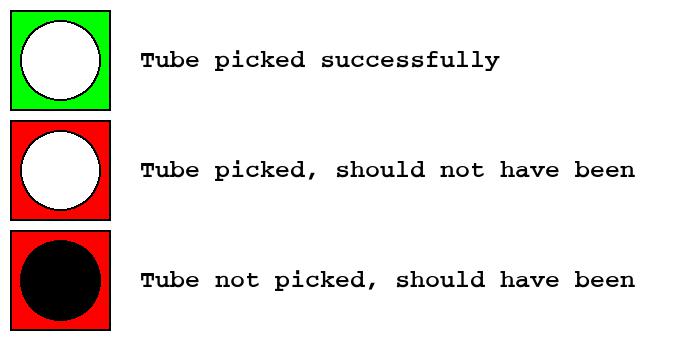 Tube picked successfully
Tube picked, should not have been
Tube not picked, should have been